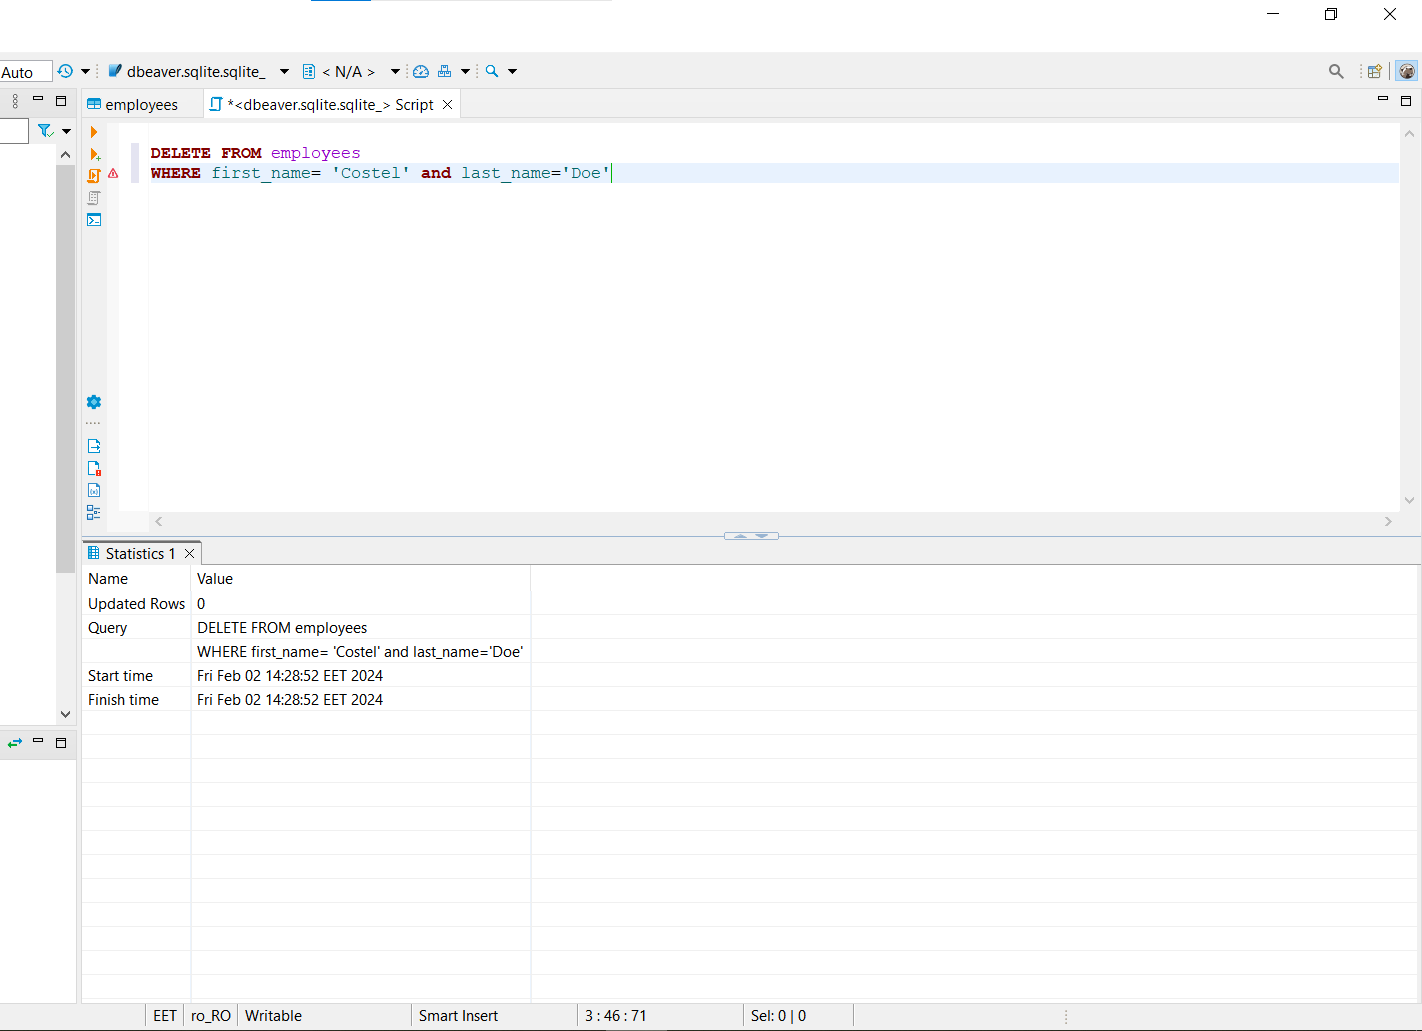 Auto dbeaver.sqlite.sqlite_ < N/A >
employees *<dbeaver.sqlite.sqlite_> Script
DELETE FROM employees
WHERE first_name= 'Costel' and last_name='Doe'
Statistics 1
Name Value
Updated Rows 0
Query DELETE FROM employees
WHERE first_name= 'Costel' and last_name='Doe'
Start time Fri Feb 02 14:28:52 EET 2024
Finish time Fri Feb 02 14:28:52 EET 2024
EET ro_RO Writable Smart Insert 3 : 46 : 71 Sel: 0 | 0